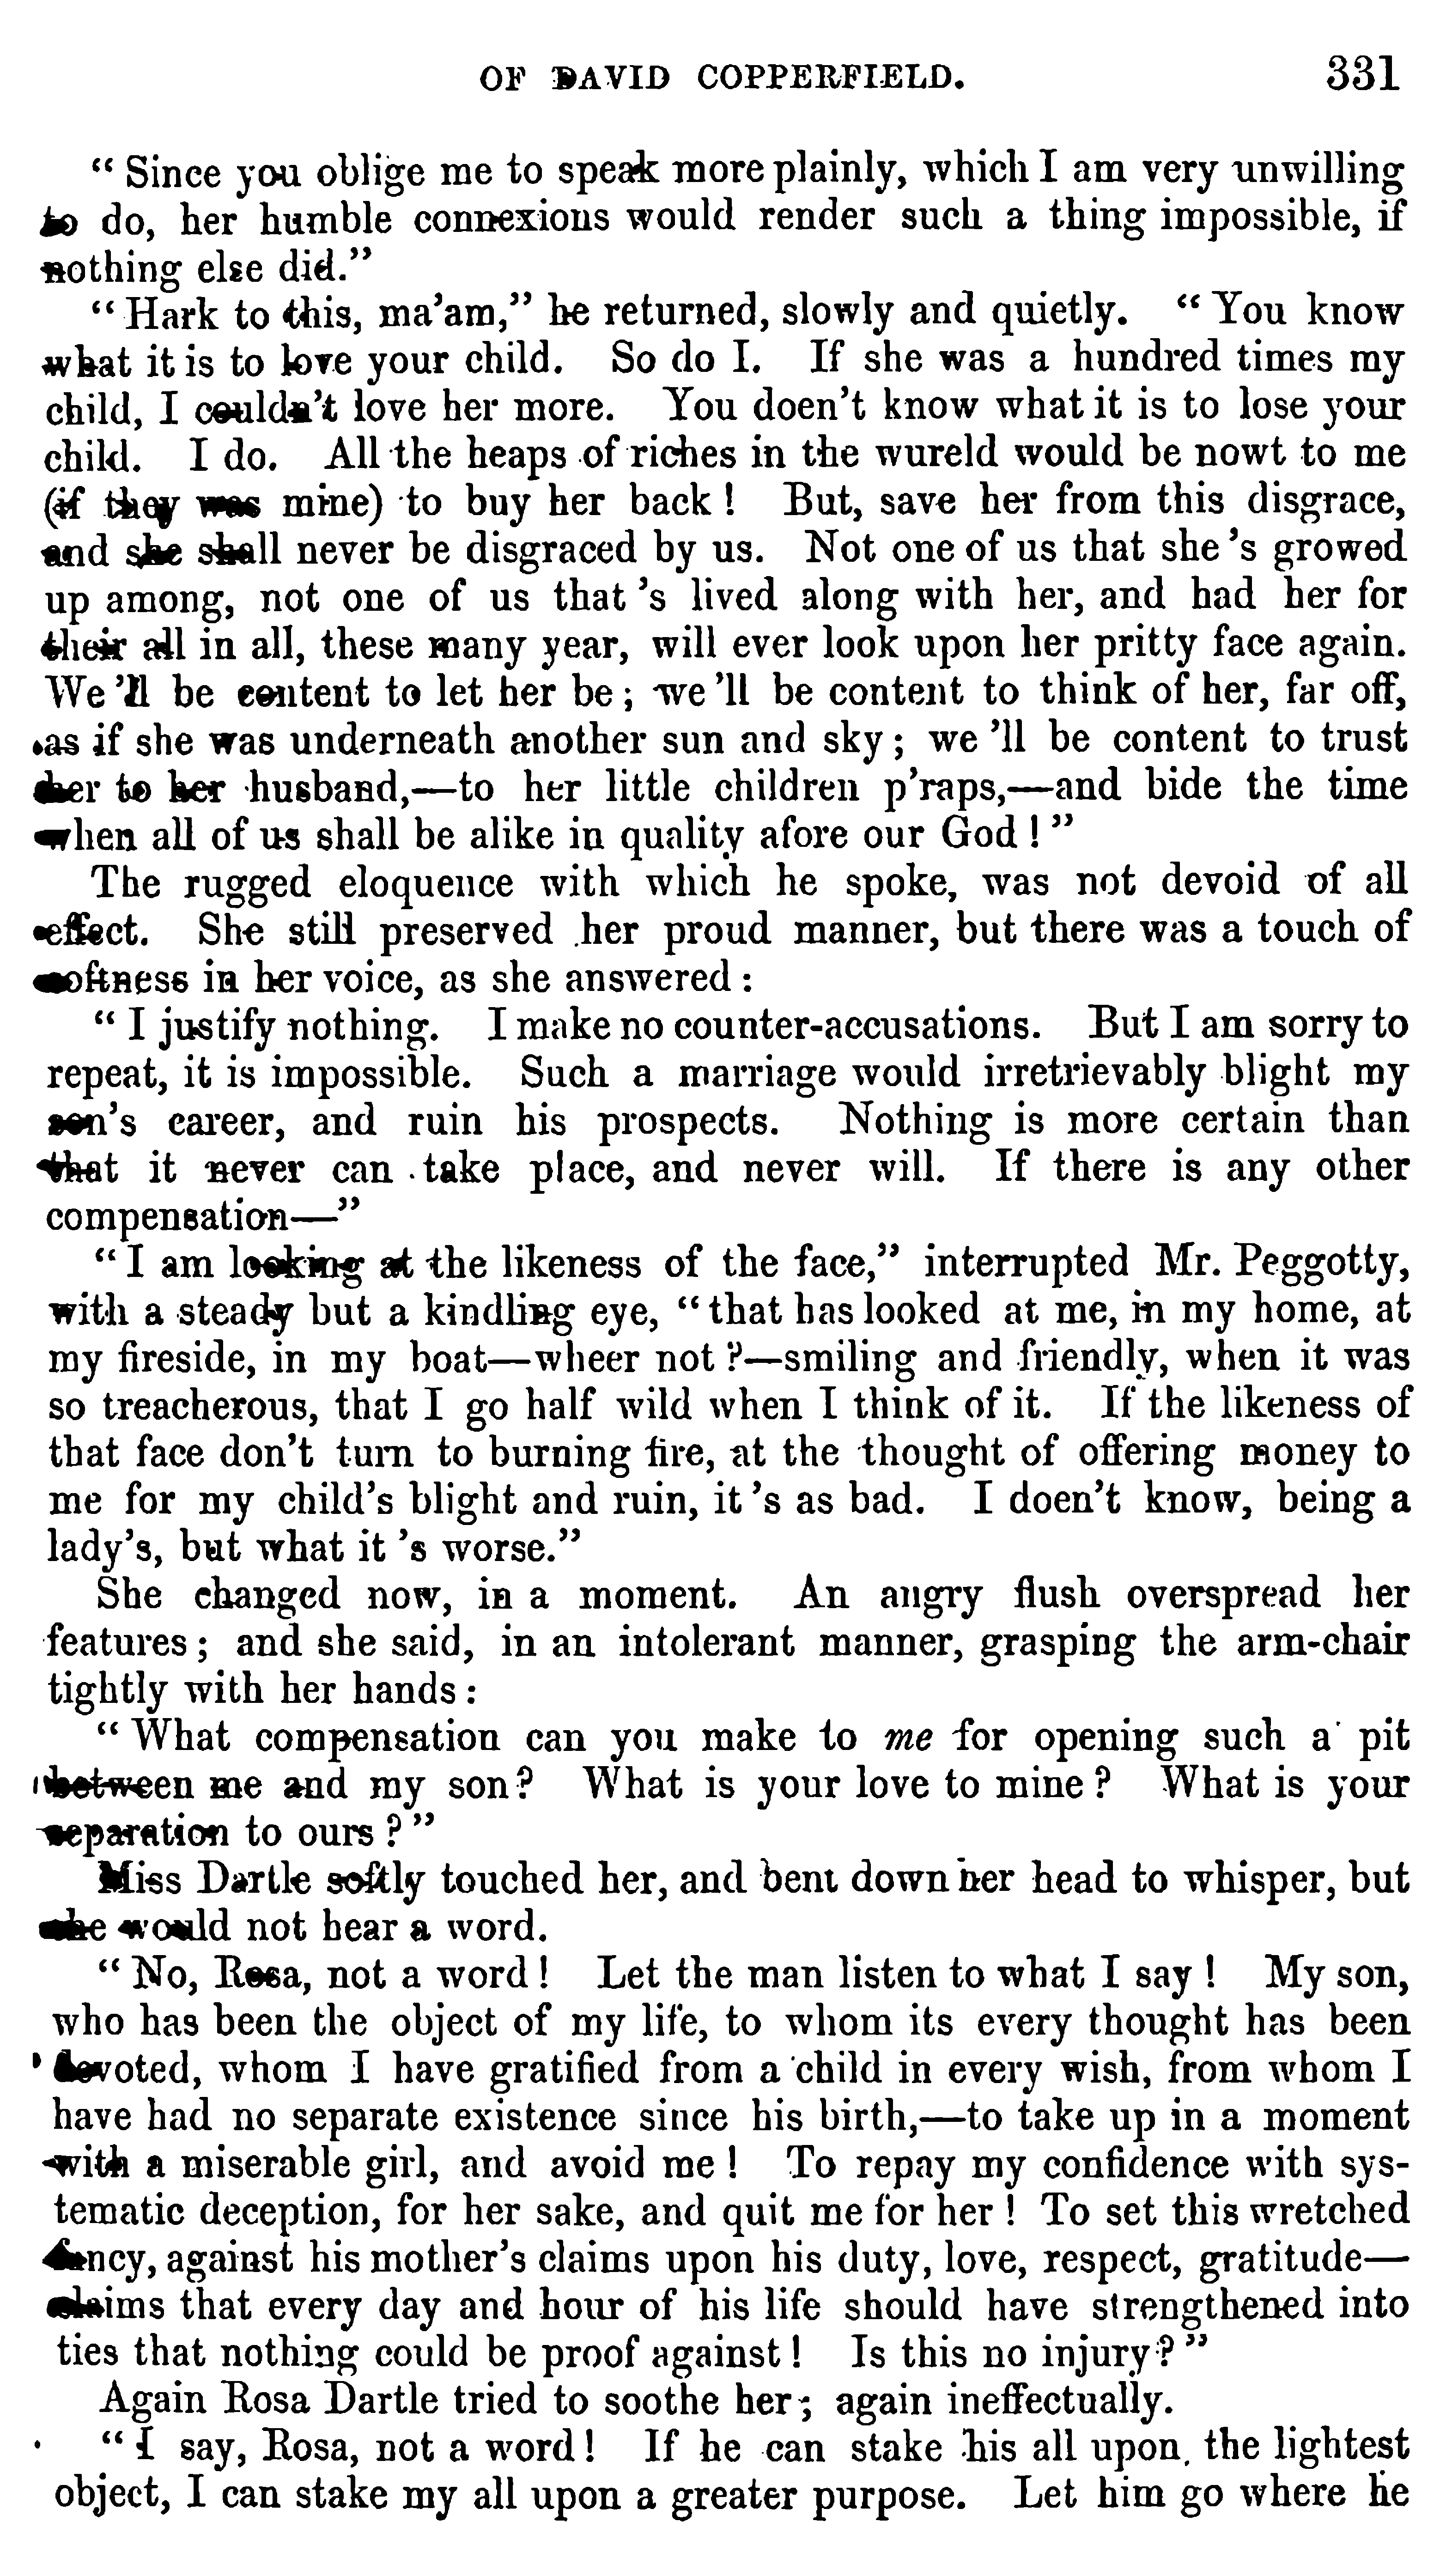 OF DAVID COPPERFIELD. 331
“ Since you oblige me to speak more plainly, which I am very unwilling
to do, her humble connexions would render such a thing impossible, if
nothing else did.”
“ Hark to this, ma’am,” he returned, slowly and quietly. “ You know
what it is to love your child. So do I. If she was a hundred times my
child, I couldn’t love her more. You doen’t know what it is to lose your
child. I do. All the heaps of riches in the wureld would be nowt to me
(if they was mine) to buy her back ! But, save her from this disgrace,
and she shall never be disgraced by us. Not one of us that she ’s growed
up among, not one of us that ’s lived along with her, and had her for
their all in all, these many year, will ever look upon her pritty face again.
We ’ll be content to let her be ; we ’ll be content to think of her, far off,
as if she was underneath another sun and sky ; we ’ll be content to trust
her to her husband,—to her little children p’raps,—and bide the time
when all of us shall be alike in quality afore our God ! ”
The rugged eloquence with which he spoke, was not devoid of all
effect. She still preserved her proud manner, but there was a touch of
softness in her voice, as she answered :
“ I justify nothing. I make no counter-accusations. But I am sorry to
repeat, it is impossible. Such a marriage would irretrievably blight my
son’s career, and ruin his prospects. Nothing is more certain than
that it never can take place, and never will. If there is any other
compensation—”
“ I am looking at the likeness of the face,” interrupted Mr. Peggotty,
with a steady but a kindling eye, “ that has looked at me, in my home, at
my fireside, in my boat—wheer not ?—smiling and friendly, when it was
so treacherous, that I go half wild when I think of it. If the likeness of
that face don’t turn to burning fire, at the thought of offering money to
me for my child’s blight and ruin, it ’s as bad. I doen’t know, being a
lady’s, but what it ’s worse.”
She changed now, in a moment. An angry flush overspread her
features ; and she said, in an intolerant manner, grasping the arm-chair
tightly with her hands :
“ What compensation can you make to me for opening such a pit
between me and my son ? What is your love to mine ? What is your
separation to ours ? ”
Miss Dartle softly touched her, and bent down her head to whisper, but
she would not hear a word.
“ No, Rosa, not a word ! Let the man listen to what I say ! My son,
who has been the object of my life, to whom its every thought has been
devoted, whom I have gratified from a child in every wish, from whom I
have had no separate existence since his birth,—to take up in a moment
with a miserable girl, and avoid me ! To repay my confidence with sys-
tematic deception, for her sake, and quit me for her ! To set this wretched
fancy, against his mother’s claims upon his duty, love, respect, gratitude—
claims that every day and hour of his life should have strengthened into
ties that nothing could be proof against ! Is this no injury ? ”
Again Rosa Dartle tried to soothe her ; again ineffectually.
“ I say, Rosa, not a word ! If he can stake his all upon the lightest
object, I can stake my all upon a greater purpose. Let him go where he